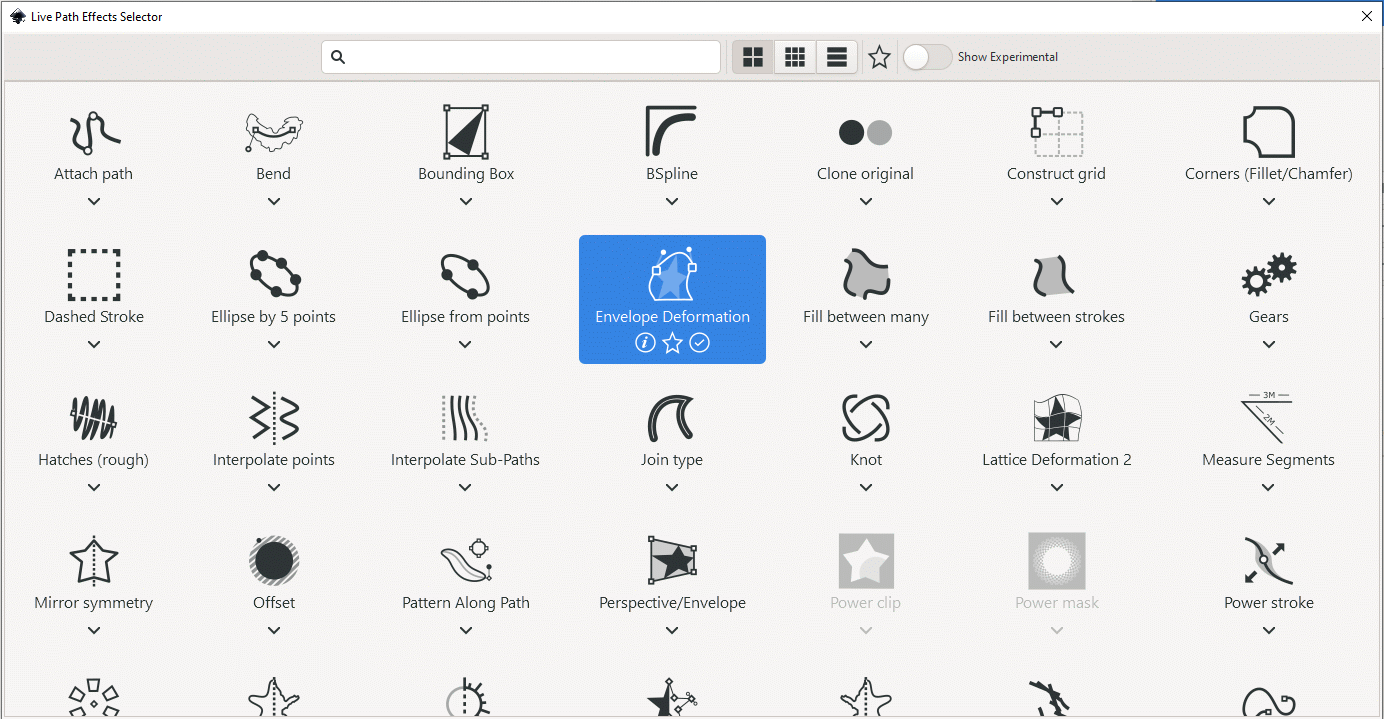 Live Path Effects Selector
Show Experimental
Attach path
Bend
Bounding Box
BSpline
Clone original
Construct grid
Corners (Fillet/Chamfer)
Dashed Stroke
Ellipse by 5 points
Ellipse from points
Envelope Deformation
Fill between many
Fill between strokes
Gears
Hatches (rough)
Interpolate points
Interpolate Sub-Paths
Join type
Knot
Lattice Deformation 2
3M
2M
Measure Segments
Mirror symmetry
Offset
Pattern Along Path
Perspective/Envelope
Power clip
Power mask
Power stroke